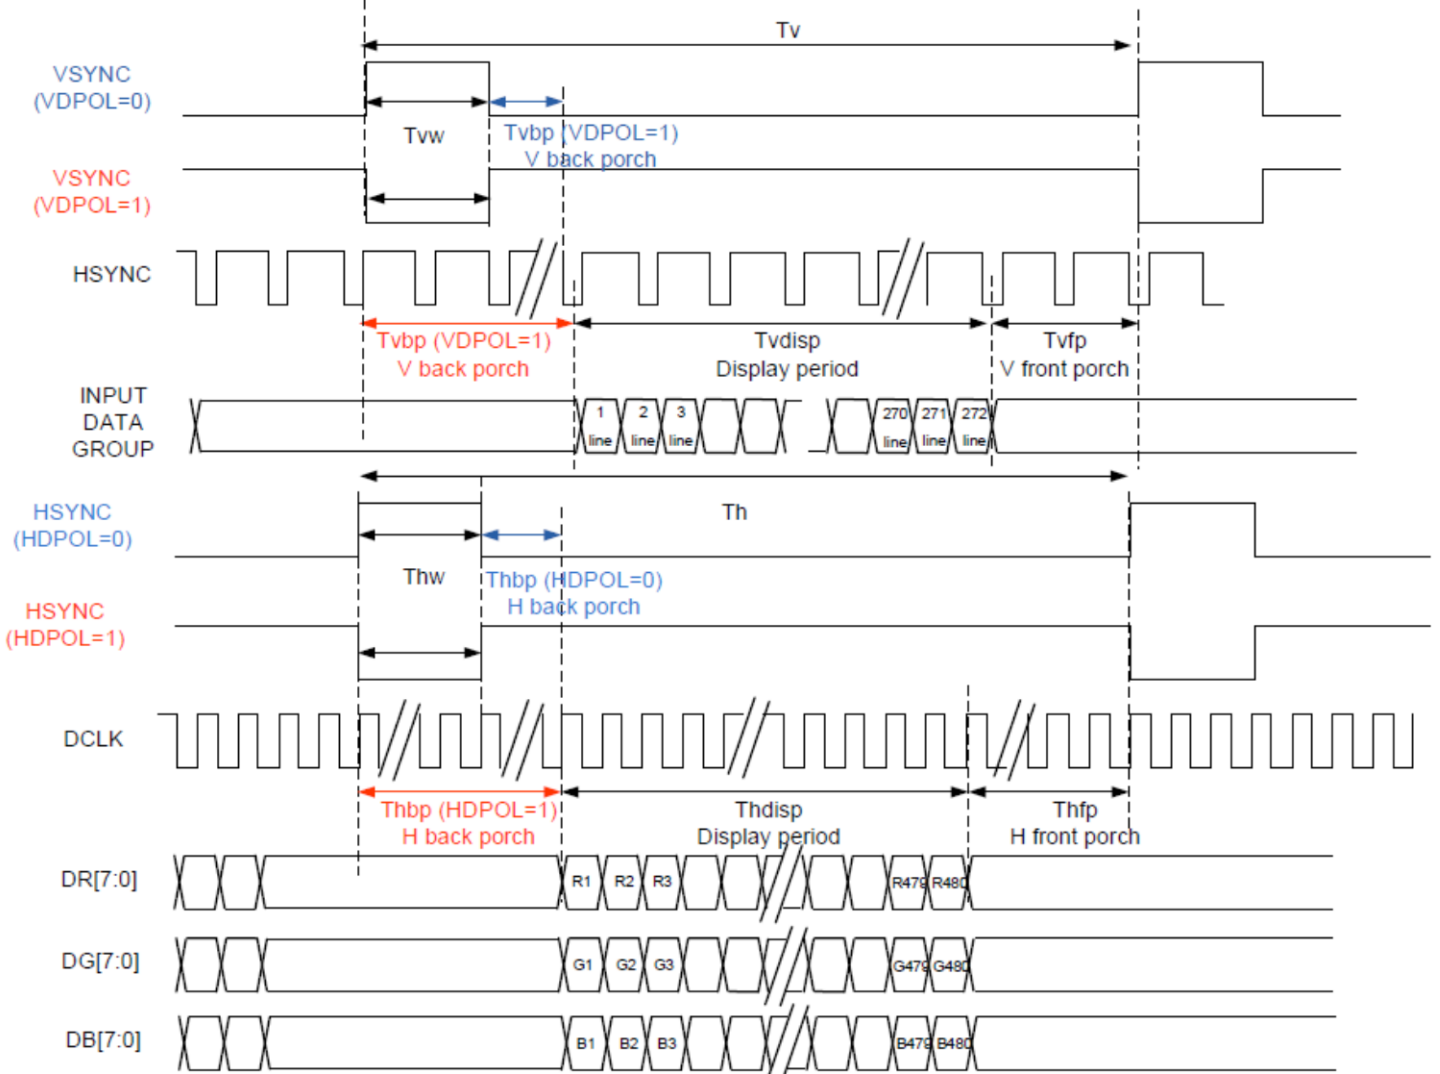 Tv
VSYNC
(VDPOL=0)
Tvw
Tvbp (VDPOL=1)
V back porch
VSYNC
(VDPOL=1)
HSYNC
Tvbp (VDPOL=1)
V back porch
Tvdisp
Display period
Tvfp
V front porch
INPUT
DATA
GROUP
1
line
2
line
3
line
270
line
271
line
272
line
Th
HSYNC
(HDPOL=0)
Thw
Thbp (HDPOL=0)
H back porch
HSYNC
(HDPOL=1)
DCLK
Thbp (HDPOL=1)
H back porch
Thdisp
Display period
Thfp
H front porch
DR[7:0]
R1 R2 R3 R479 R480
DG[7:0]
G1 G2 G3 G479 G480
DB[7:0]
B1 B2 B3 B479 B480